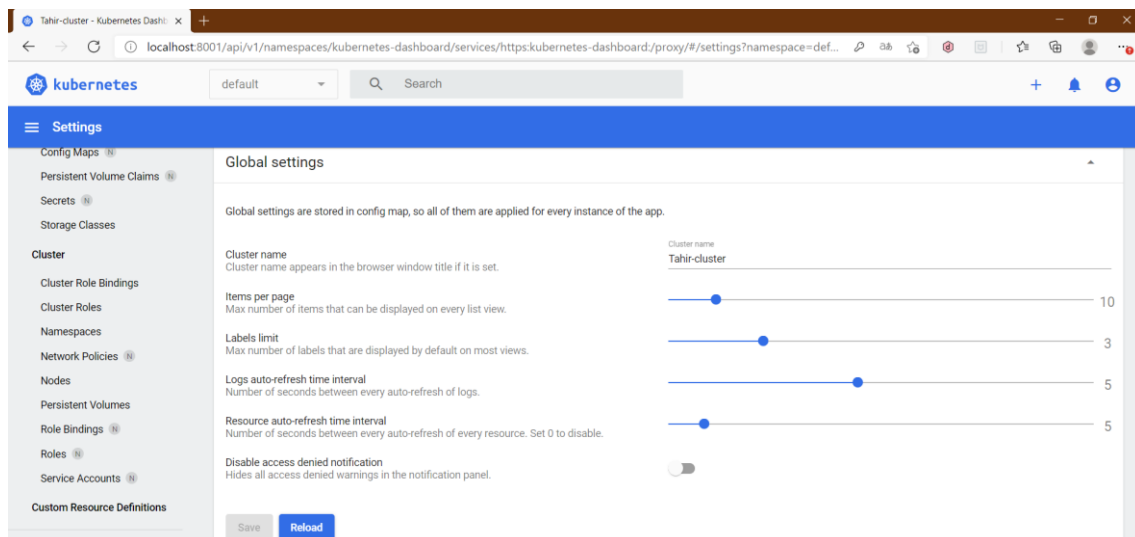 Tahir-cluster - Kubernetes Dashb
localhost:8001/api/v1/namespaces/kubernetes-dashboard/services/https:kubernetes-dashboard:/proxy/#/settings?namespace=def...
kubernetes
default
Search
Settings
Config Maps N
Persistent Volume Claims N
Secrets N
Storage Classes
Cluster
Cluster Role Bindings
Cluster Roles
Namespaces
Network Policies N
Nodes
Persistent Volumes
Role Bindings N
Roles N
Service Accounts N
Custom Resource Definitions
Global settings
Global settings are stored in config map, so all of them are applied for every instance of the app.
Cluster name
Cluster name appears in the browser window title if it is set.
Cluster name
Tahir-cluster
Items per page
Max number of items that can be displayed on every list view.
10
Labels limit
Max number of labels that are displayed by default on most views.
3
Logs auto-refresh time interval
Number of seconds between every auto-refresh of logs.
5
Resource auto-refresh time interval
Number of seconds between every auto-refresh of every resource. Set 0 to disable.
5
Disable access denied notification
Hides all access denied warnings in the notification panel.
Save
Reload